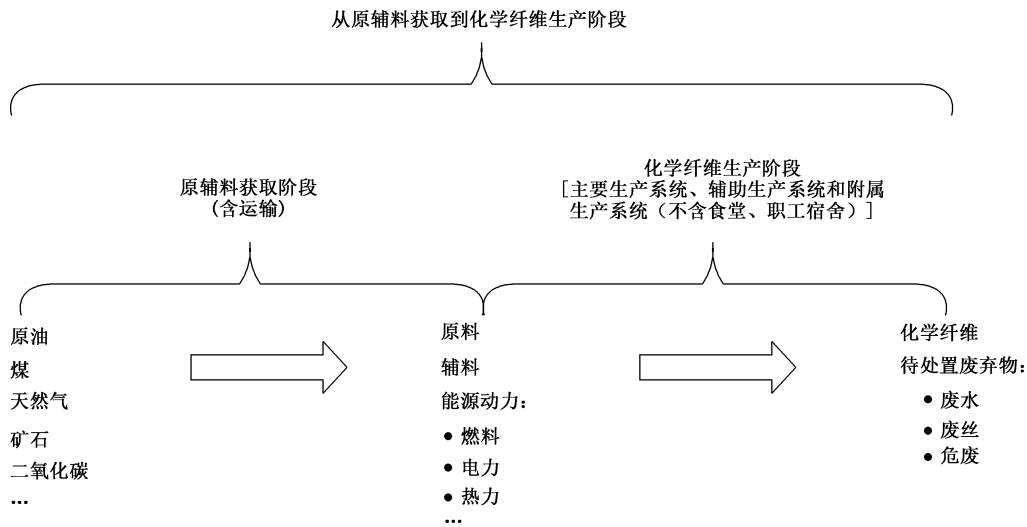 从原辅料获取到化学纤维生产阶段
原辅料获取阶段
(含运输)
化学纤维生产阶段
[主要生产系统、辅助生产系统和附属
生产系统（不含食堂、职工宿舍）]
原油
煤
天然气
矿石
二氧化碳
...
原料
辅料
能源动力：
● 燃料
● 电力
● 热力
...
化学纤维
待处置废弃物：
● 废水
● 废丝
● 危废